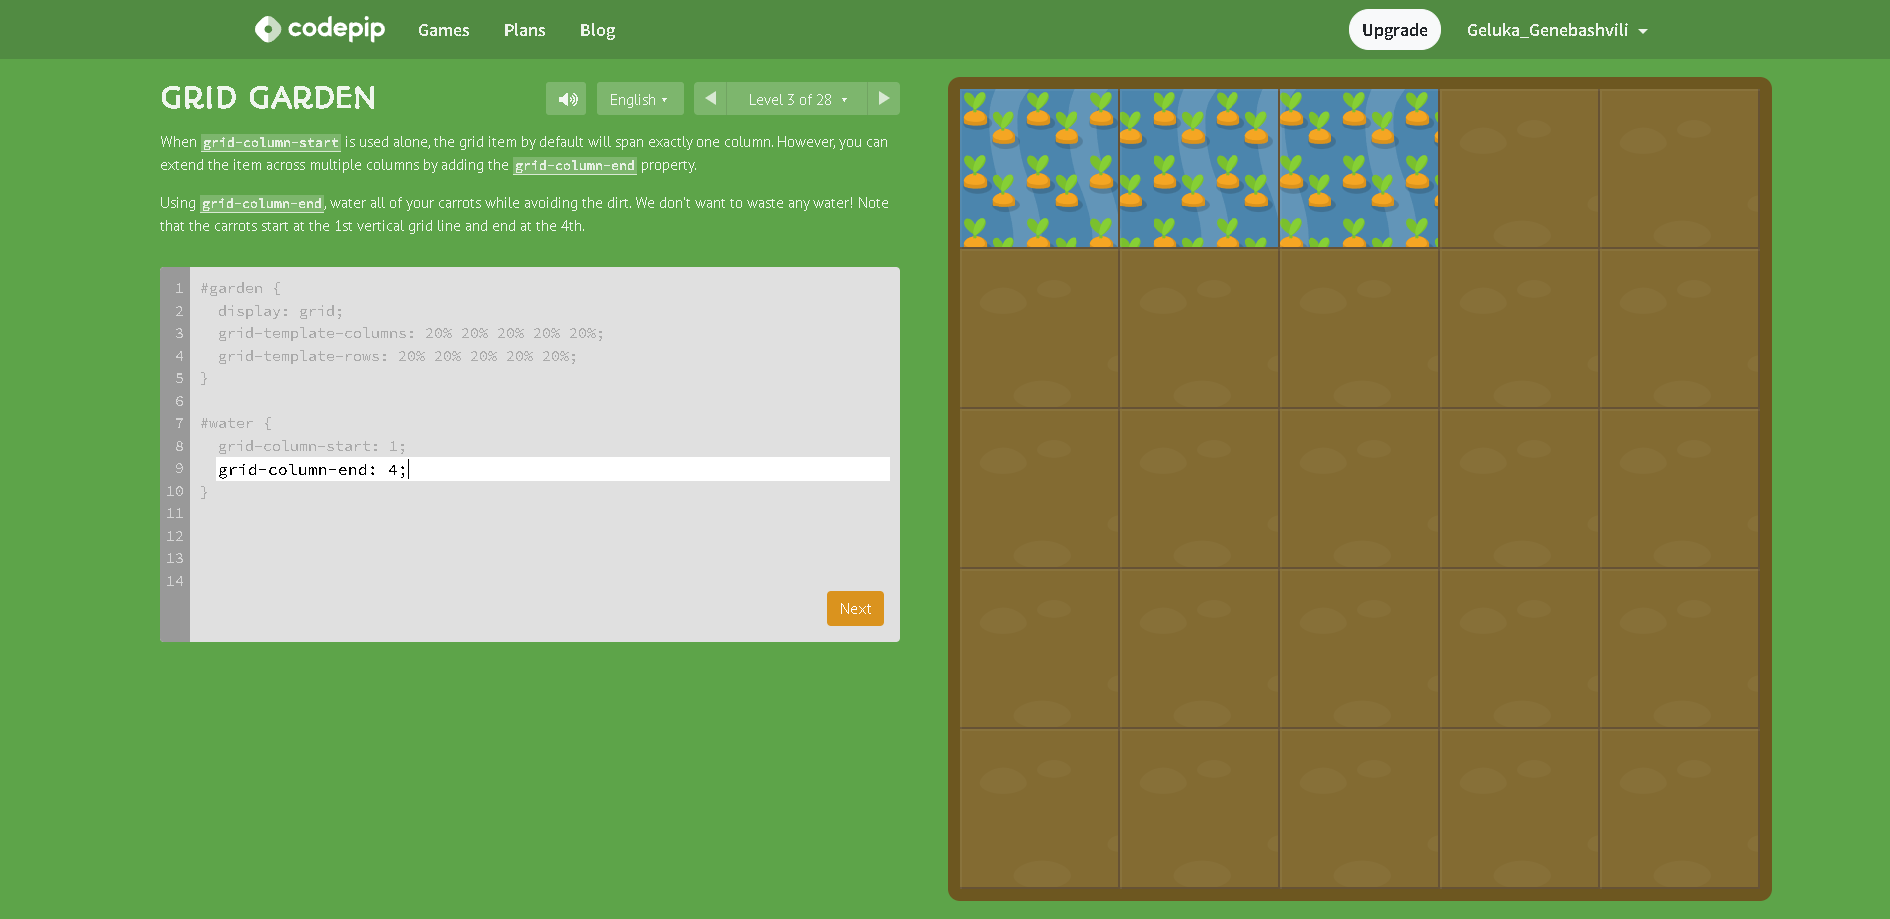 codepip Games Plans Blog Upgrade Geluka_Genebashvili
GRID GARDEN English Level 3 of 28
When grid-column-start is used alone, the grid item by default will span exactly one column. However, you can
extend the item across multiple columns by adding the grid-column-end property.
Using grid-column-end, water all of your carrots while avoiding the dirt. We don't want to waste any water! Note
that the carrots start at the 1st vertical grid line and end at the 4th.
1 #garden {
2 display: grid;
3 grid-template-columns: 20% 20% 20% 20% 20%;
4 grid-template-rows: 20% 20% 20% 20% 20%;
5 }
6
7 #water {
8 grid-column-start: 1;
9 grid-column-end: 4;
10 }
11
12
13
14
Next